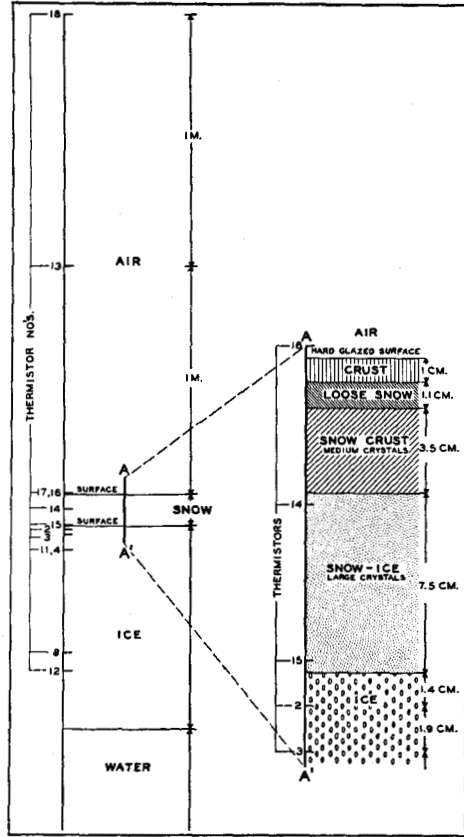 18
1 M.
AIR
13
THERMISTOR NO'S.
1 M.
A
17,16
SURFACE
14
SNOW
15
SURFACE
2
3
11,4
A'
ICE
8
12
WATER
A
AIR
HARD GLAZED SURFACE
CRUST
1 CM.
LOOSE SNOW
1.1 CM.
SNOW CRUST
MEDIUM CRYSTALS
3.5 CM.
14
THERMISTORS
SNOW-ICE
LARGE CRYSTALS
7.5 CM.
15
ICE
1.4 CM.
2
1.9 CM.
3
A'